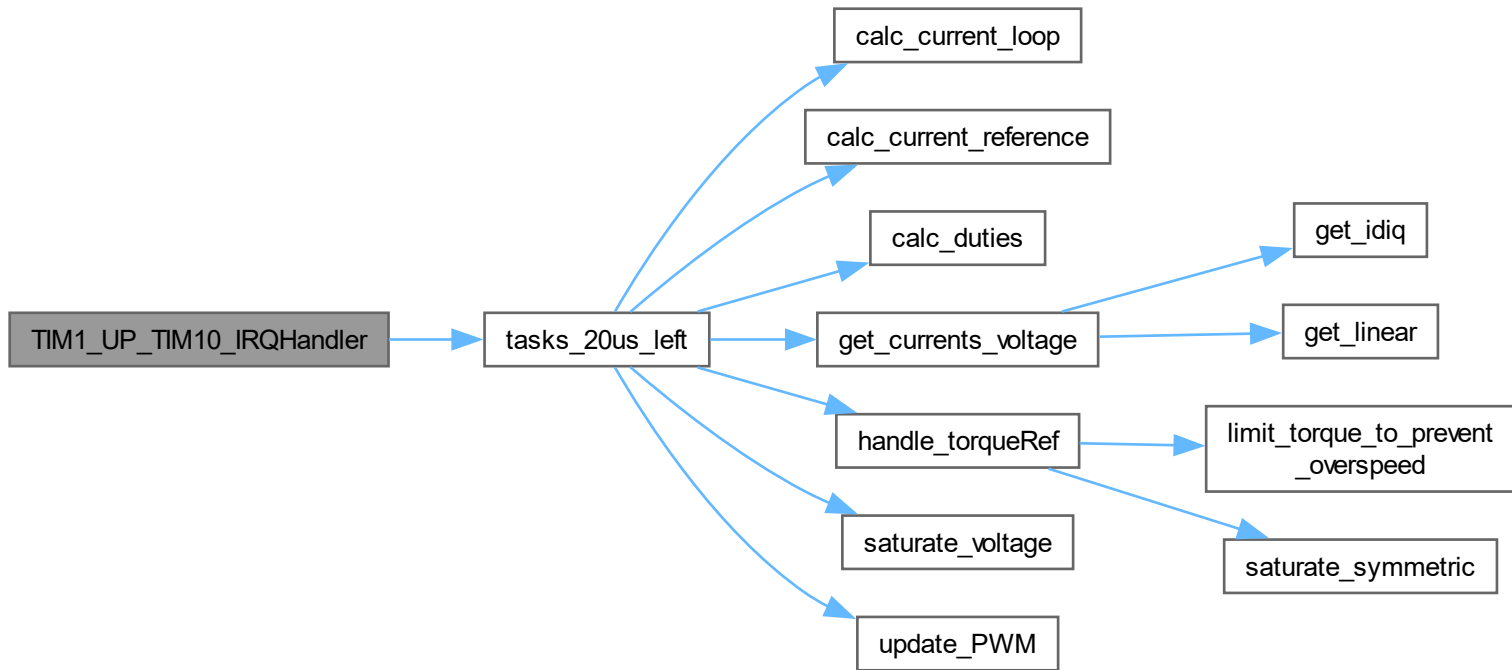 calc_current_loop
calc_current_reference
calc_duties
get_idiq
TIM1_UP_TIM10_IRQHandler
tasks_20us_left
get_currents_voltage
get_linear
handle_torqueRef
limit_torque_to_prevent
_overspeed
saturate_voltage
saturate_symmetric
update_PWM